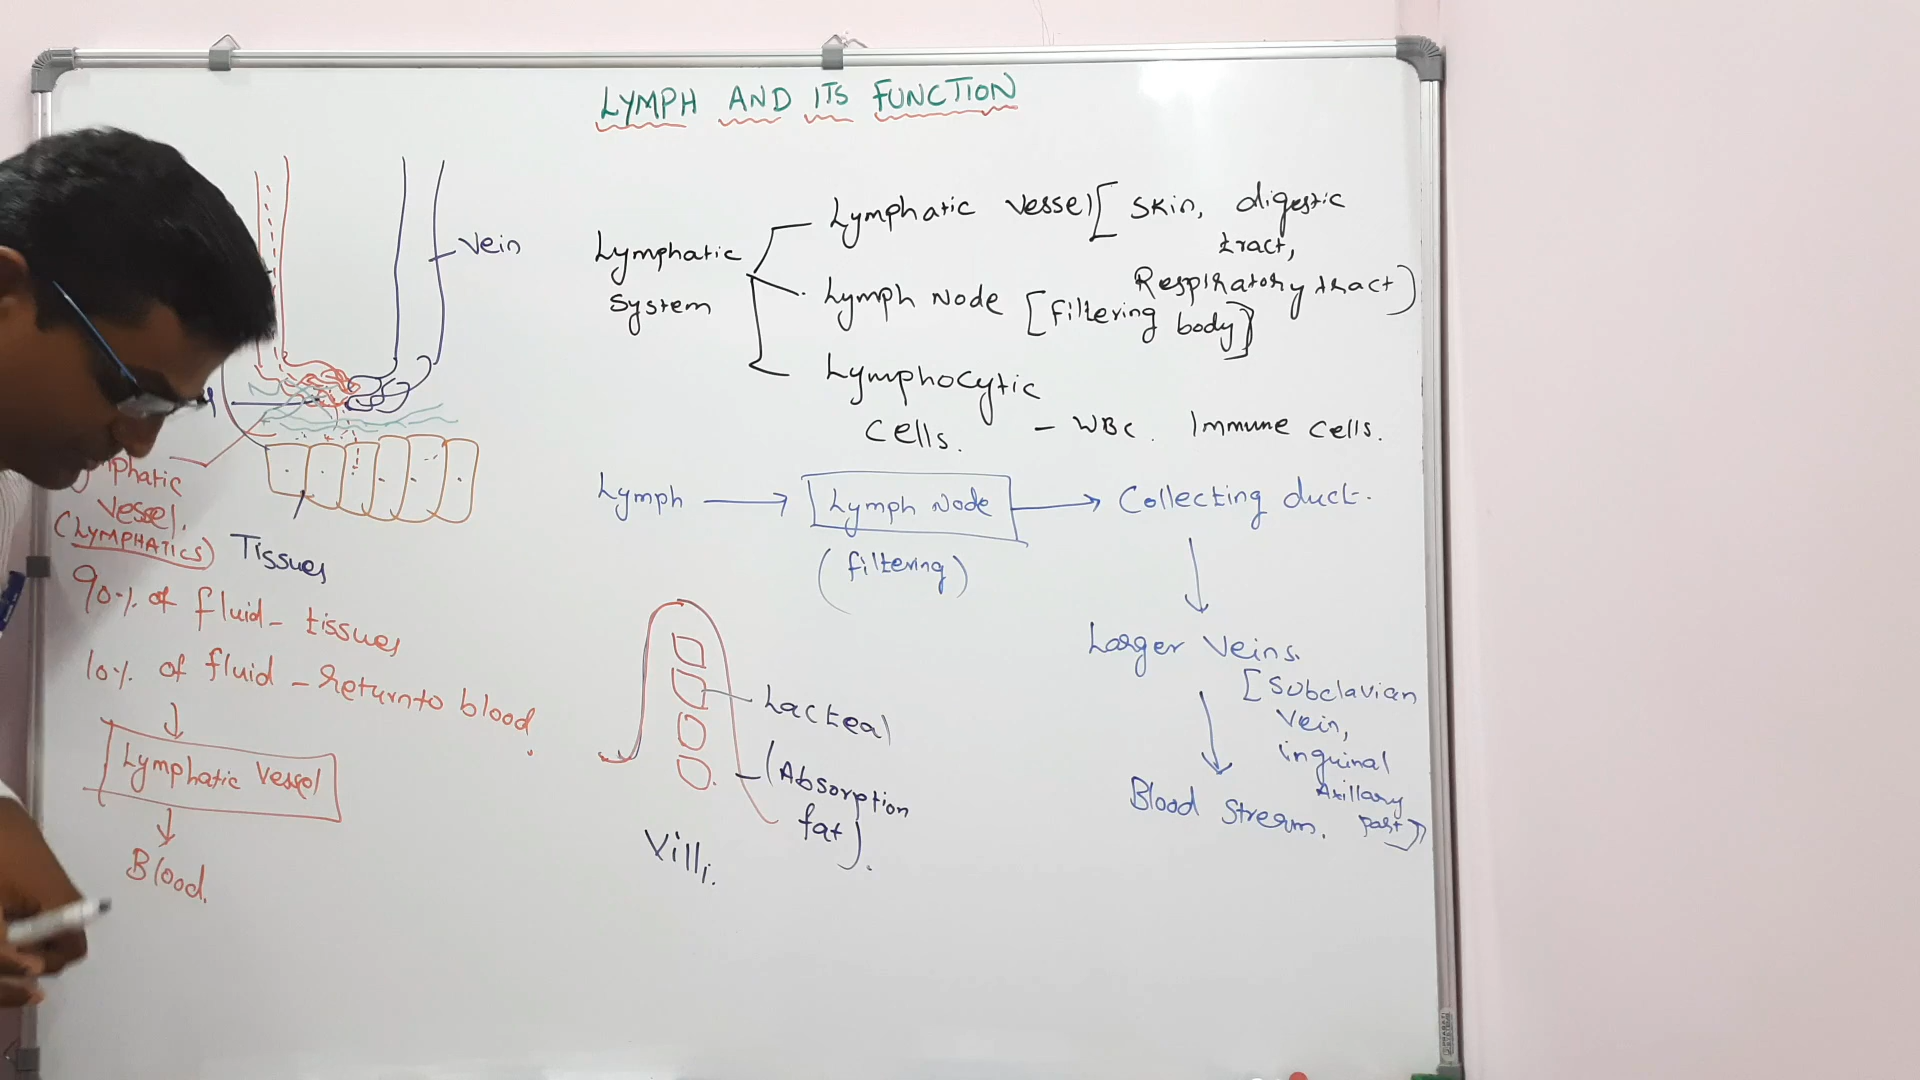 LYMPH AND ITS FUNCTION
Vein
Vessel.
(LYMPHATICS)
Tissues
90% of fluid - tissues
10% of fluid - return to blood.
Lymphatic Vessel
Blood.
Lymphatic System
Lymphatic Vessel [Skin, digestic
tract,
Respiratory tract)
Lymph Node [Filtering
body]
Lymphocytic
Cells. - WBC. Immune Cells.
Lymph → Lymph Node → Collecting duct.
(filtering)
Larger Veins.
[Subclavian
Vein,
inguinal
Axillary
part]
Blood Stream.
Lacteal
(Absorption
fat).
Villi.